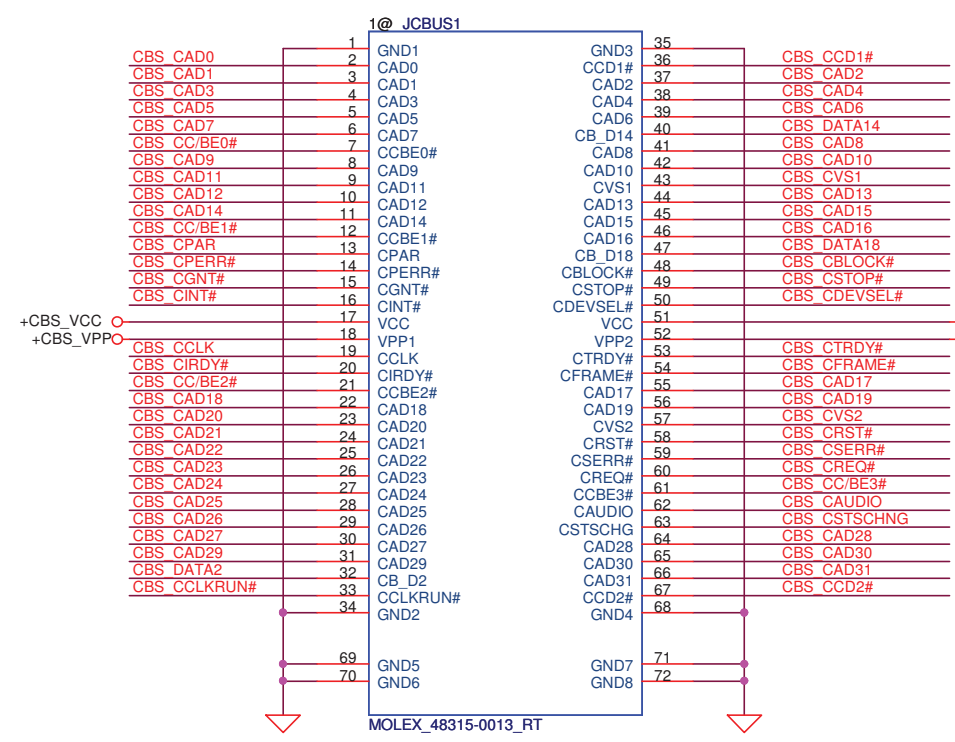 1@ JCBUS1
1 GND1 GND3 35
CBS_CAD0 2 CAD0 CCD1# 36 CBS_CCD1#
CBS_CAD1 3 CAD1 CAD2 37 CBS_CAD2
CBS_CAD3 4 CAD3 CAD4 38 CBS_CAD4
CBS_CAD5 5 CAD5 CAD6 39 CBS_CAD6
CBS_CAD7 6 CAD7 CB_D14 40 CBS_DATA14
CBS_CC/BE0# 7 CCBE0# CAD8 41 CBS_CAD8
CBS_CAD9 8 CAD9 CAD10 42 CBS_CAD10
CBS_CAD11 9 CAD11 CVS1 43 CBS_CVS1
CBS_CAD12 10 CAD12 CAD13 44 CBS_CAD13
CBS_CAD14 11 CAD14 CAD15 45 CBS_CAD15
CBS_CC/BE1# 12 CCBE1# CAD16 46 CBS_CAD16
CBS_CPAR 13 CPAR CB_D18 47 CBS_DATA18
CBS_CPERR# 14 CPERR# CBLOCK# 48 CBS_CBLOCK#
CBS_CGNT# 15 CGNT# CSTOP# 49 CBS_CSTOP#
CBS_CINT# 16 CINT# CDEVSEL# 50 CBS_CDEVSEL#
+CBS_VCC 17 VCC VCC 51
+CBS_VPP 18 VPP1 VPP2 52
CBS_CCLK 19 CCLK CTRDY# 53 CBS_CTRDY#
CBS_CIRDY# 20 CIRDY# CFRAME# 54 CBS_CFRAME#
CBS_CC/BE2# 21 CCBE2# CAD17 55 CBS_CAD17
CBS_CAD18 22 CAD18 CAD19 56 CBS_CAD19
CBS_CAD20 23 CAD20 CVS2 57 CBS_CVS2
CBS_CAD21 24 CAD21 CRST# 58 CBS_CRST#
CBS_CAD22 25 CAD22 CSERR# 59 CBS_CSERR#
CBS_CAD23 26 CAD23 CREQ# 60 CBS_CREQ#
CBS_CAD24 27 CAD24 CCBE3# 61 CBS_CC/BE3#
CBS_CAD25 28 CAD25 CAUDIO 62 CBS_CAUDIO
CBS_CAD26 29 CAD26 CSTSCHG 63 CBS_CSTSCHNG
CBS_CAD27 30 CAD27 CAD28 64 CBS_CAD28
CBS_CAD29 31 CAD29 CAD30 65 CBS_CAD30
CBS_DATA2 32 CB_D2 CAD31 66 CBS_CAD31
CBS_CCLKRUN# 33 CCLKRUN# CCD2# 67 CBS_CCD2#
34 GND2 GND4 68
69 GND5 GND7 71
70 GND6 GND8 72
MOLEX_48315-0013_RT